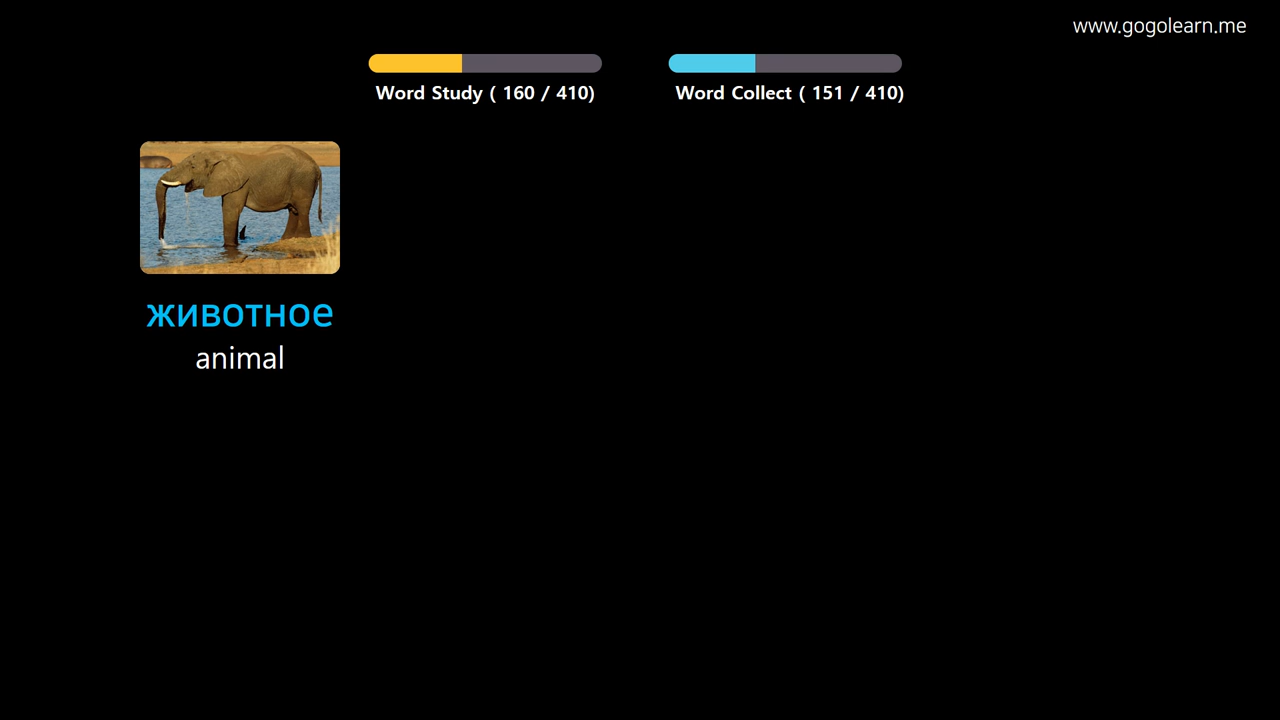 www.gogolearn.me
Word Study ( 160 / 410)
Word Collect ( 151 / 410)
животное
animal